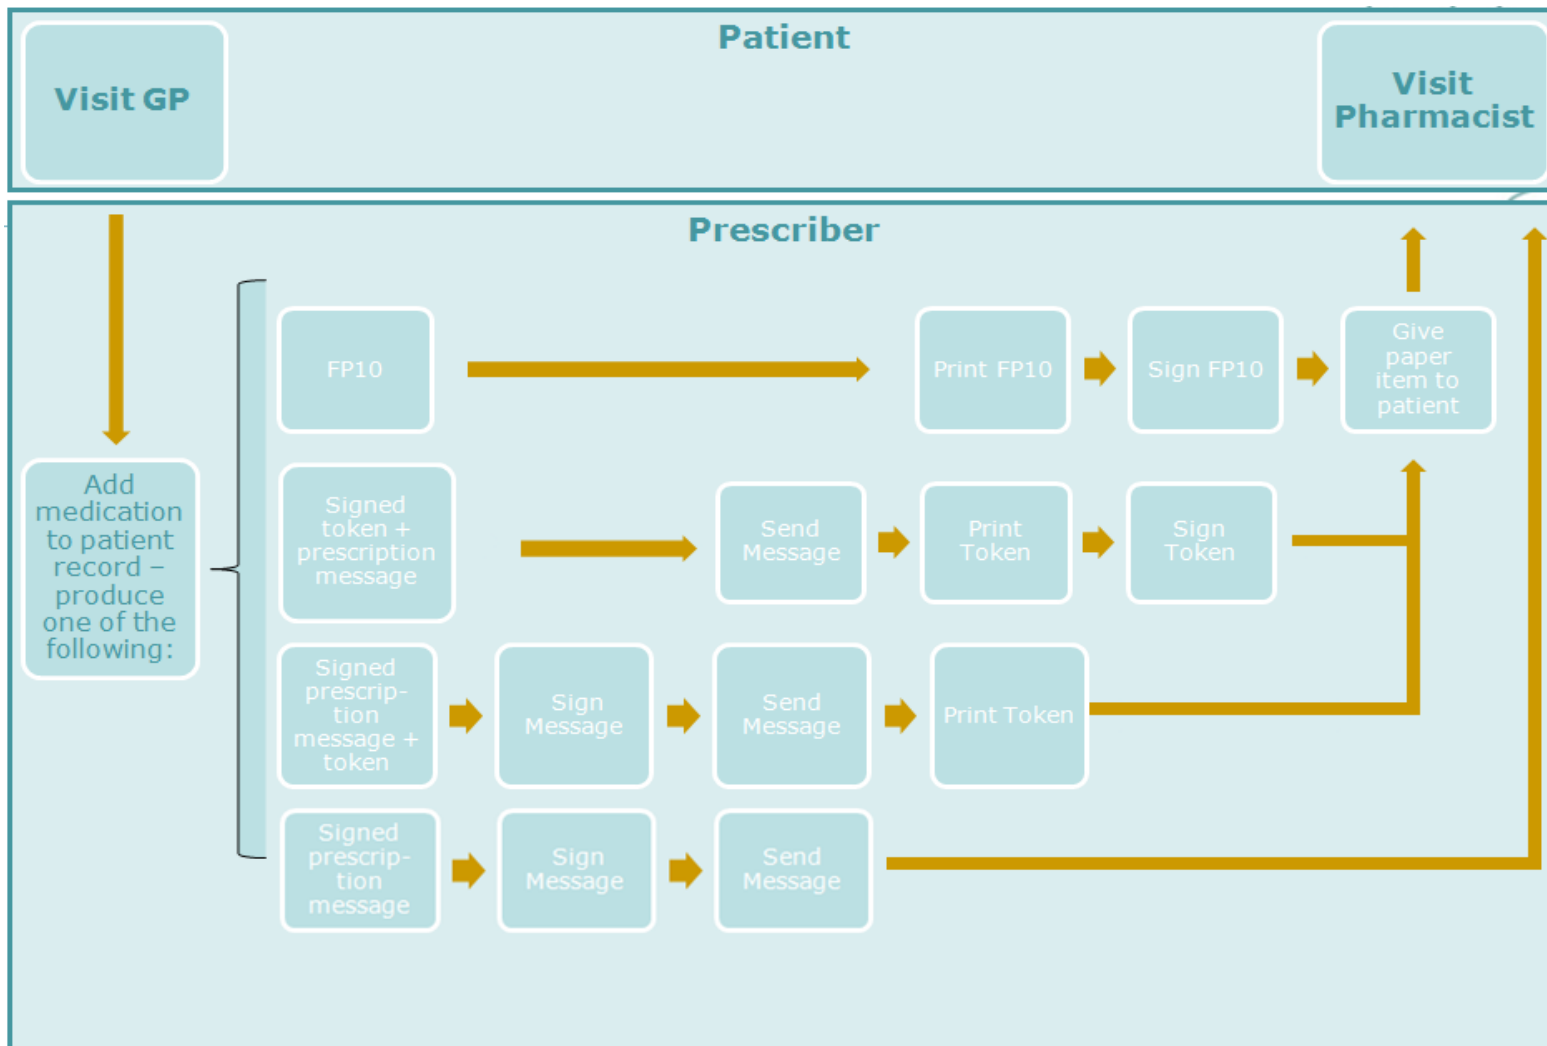 Patient
Visit GP
Visit
Pharmacist
Prescriber
Add
medication
to patient
record –
produce
one of the
following:
FP10
Print FP10
Sign FP10
Give
paper
item to
patient
Signed
token +
prescription
message
Send
Message
Print
Token
Sign
Token
Signed
prescrip-
tion
message +
token
Sign
Message
Send
Message
Print Token
Signed
prescrip-
tion
message
Sign
Message
Send
Message